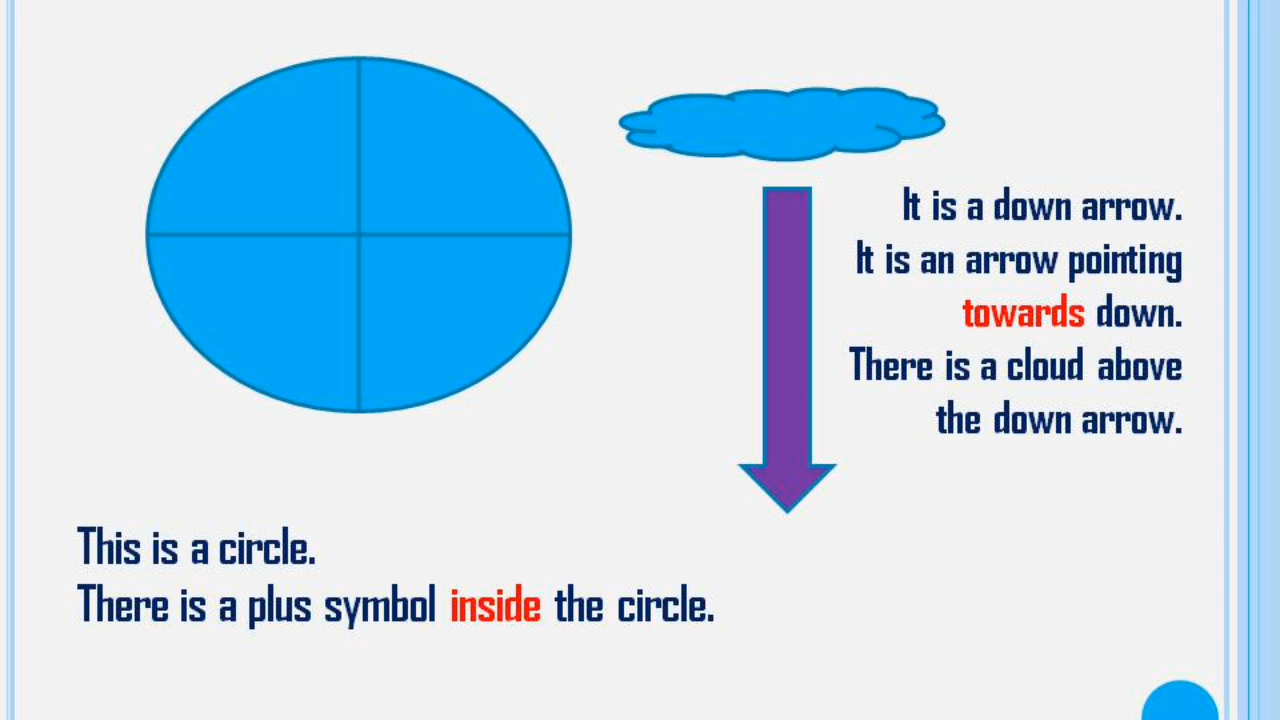 It is a down arrow.
It is an arrow pointing
towards down.
There is a cloud above
the down arrow.
This is a circle.
There is a plus symbol inside the circle.